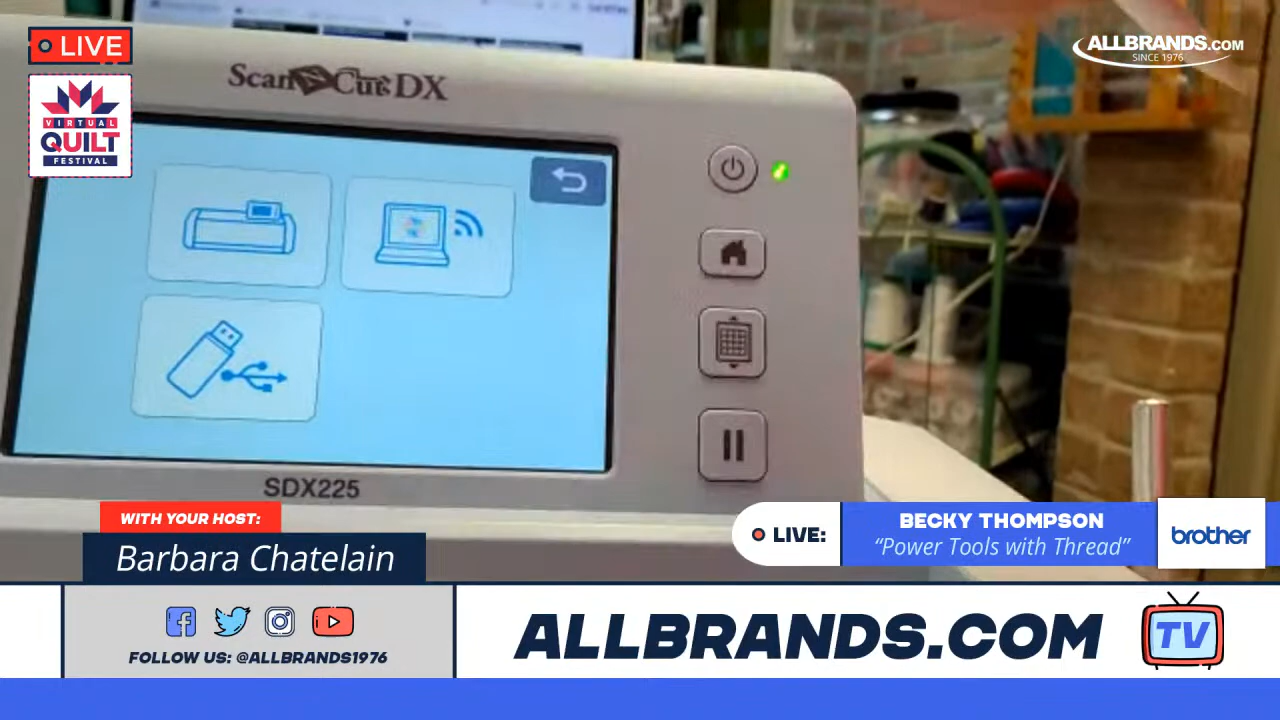 LIVE
VIRTUAL
QUILT
FESTIVAL
ALLBRANDS.COM
SINCE 1976
ScanNCut DX
SDX225
WITH YOUR HOST:
Barbara Chatelain
LIVE:
BECKY THOMPSON
“Power Tools with Thread”
brother
FOLLOW US: @ALLBRANDS1976
ALLBRANDS.COM
TV